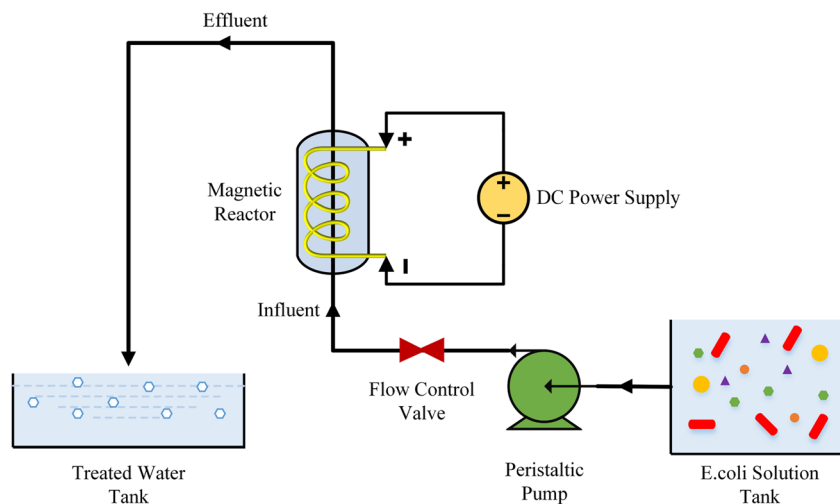 Effluent
+
Magnetic
Reactor
+
−
DC Power Supply
−
Influent
Flow Control
Valve
Treated Water
Tank
Peristaltic
Pump
E.coli Solution
Tank